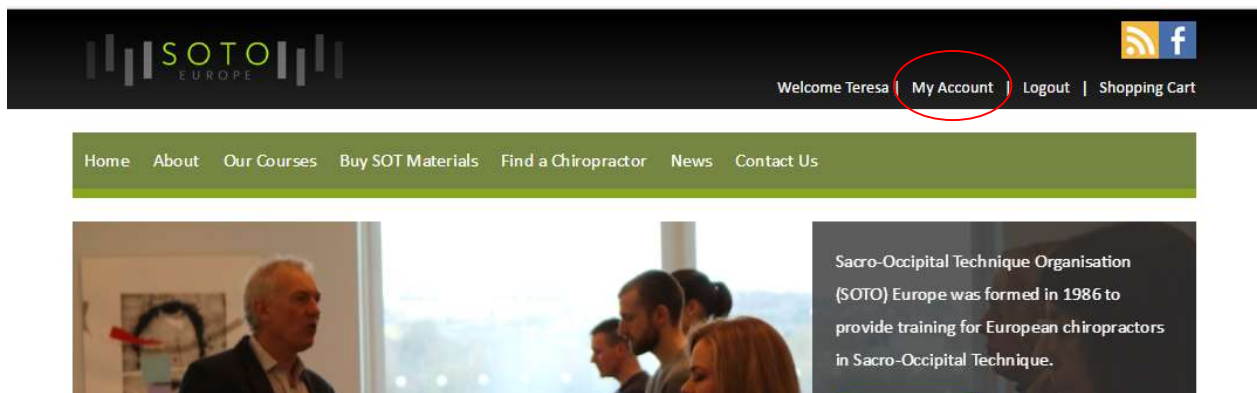 SOTO
EUROPE
f
Welcome Teresa | My Account | Logout | Shopping Cart
Home About Our Courses Buy SOT Materials Find a Chiropractor News Contact Us
Sacro-Occipital Technique Organisation
(SOTO) Europe was formed in 1986 to
provide training for European chiropractors
in Sacro-Occipital Technique.